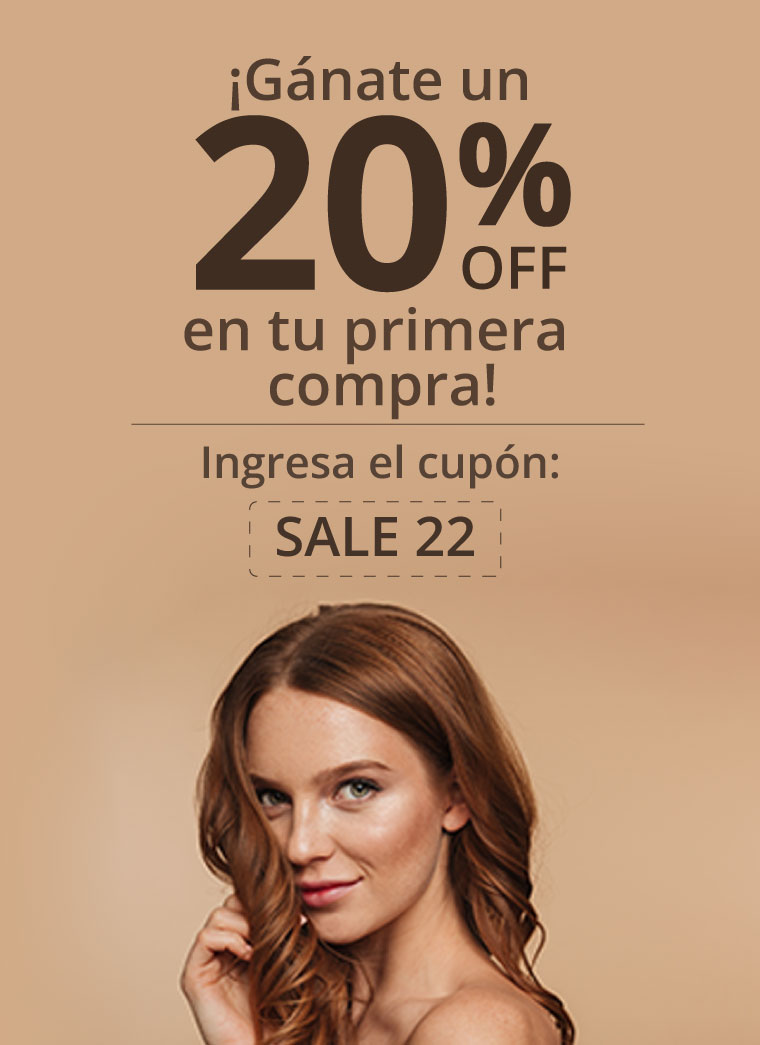 ¡Gánate un
20%
OFF
en tu primera
compra!
Ingresa el cupón:
SALE 22